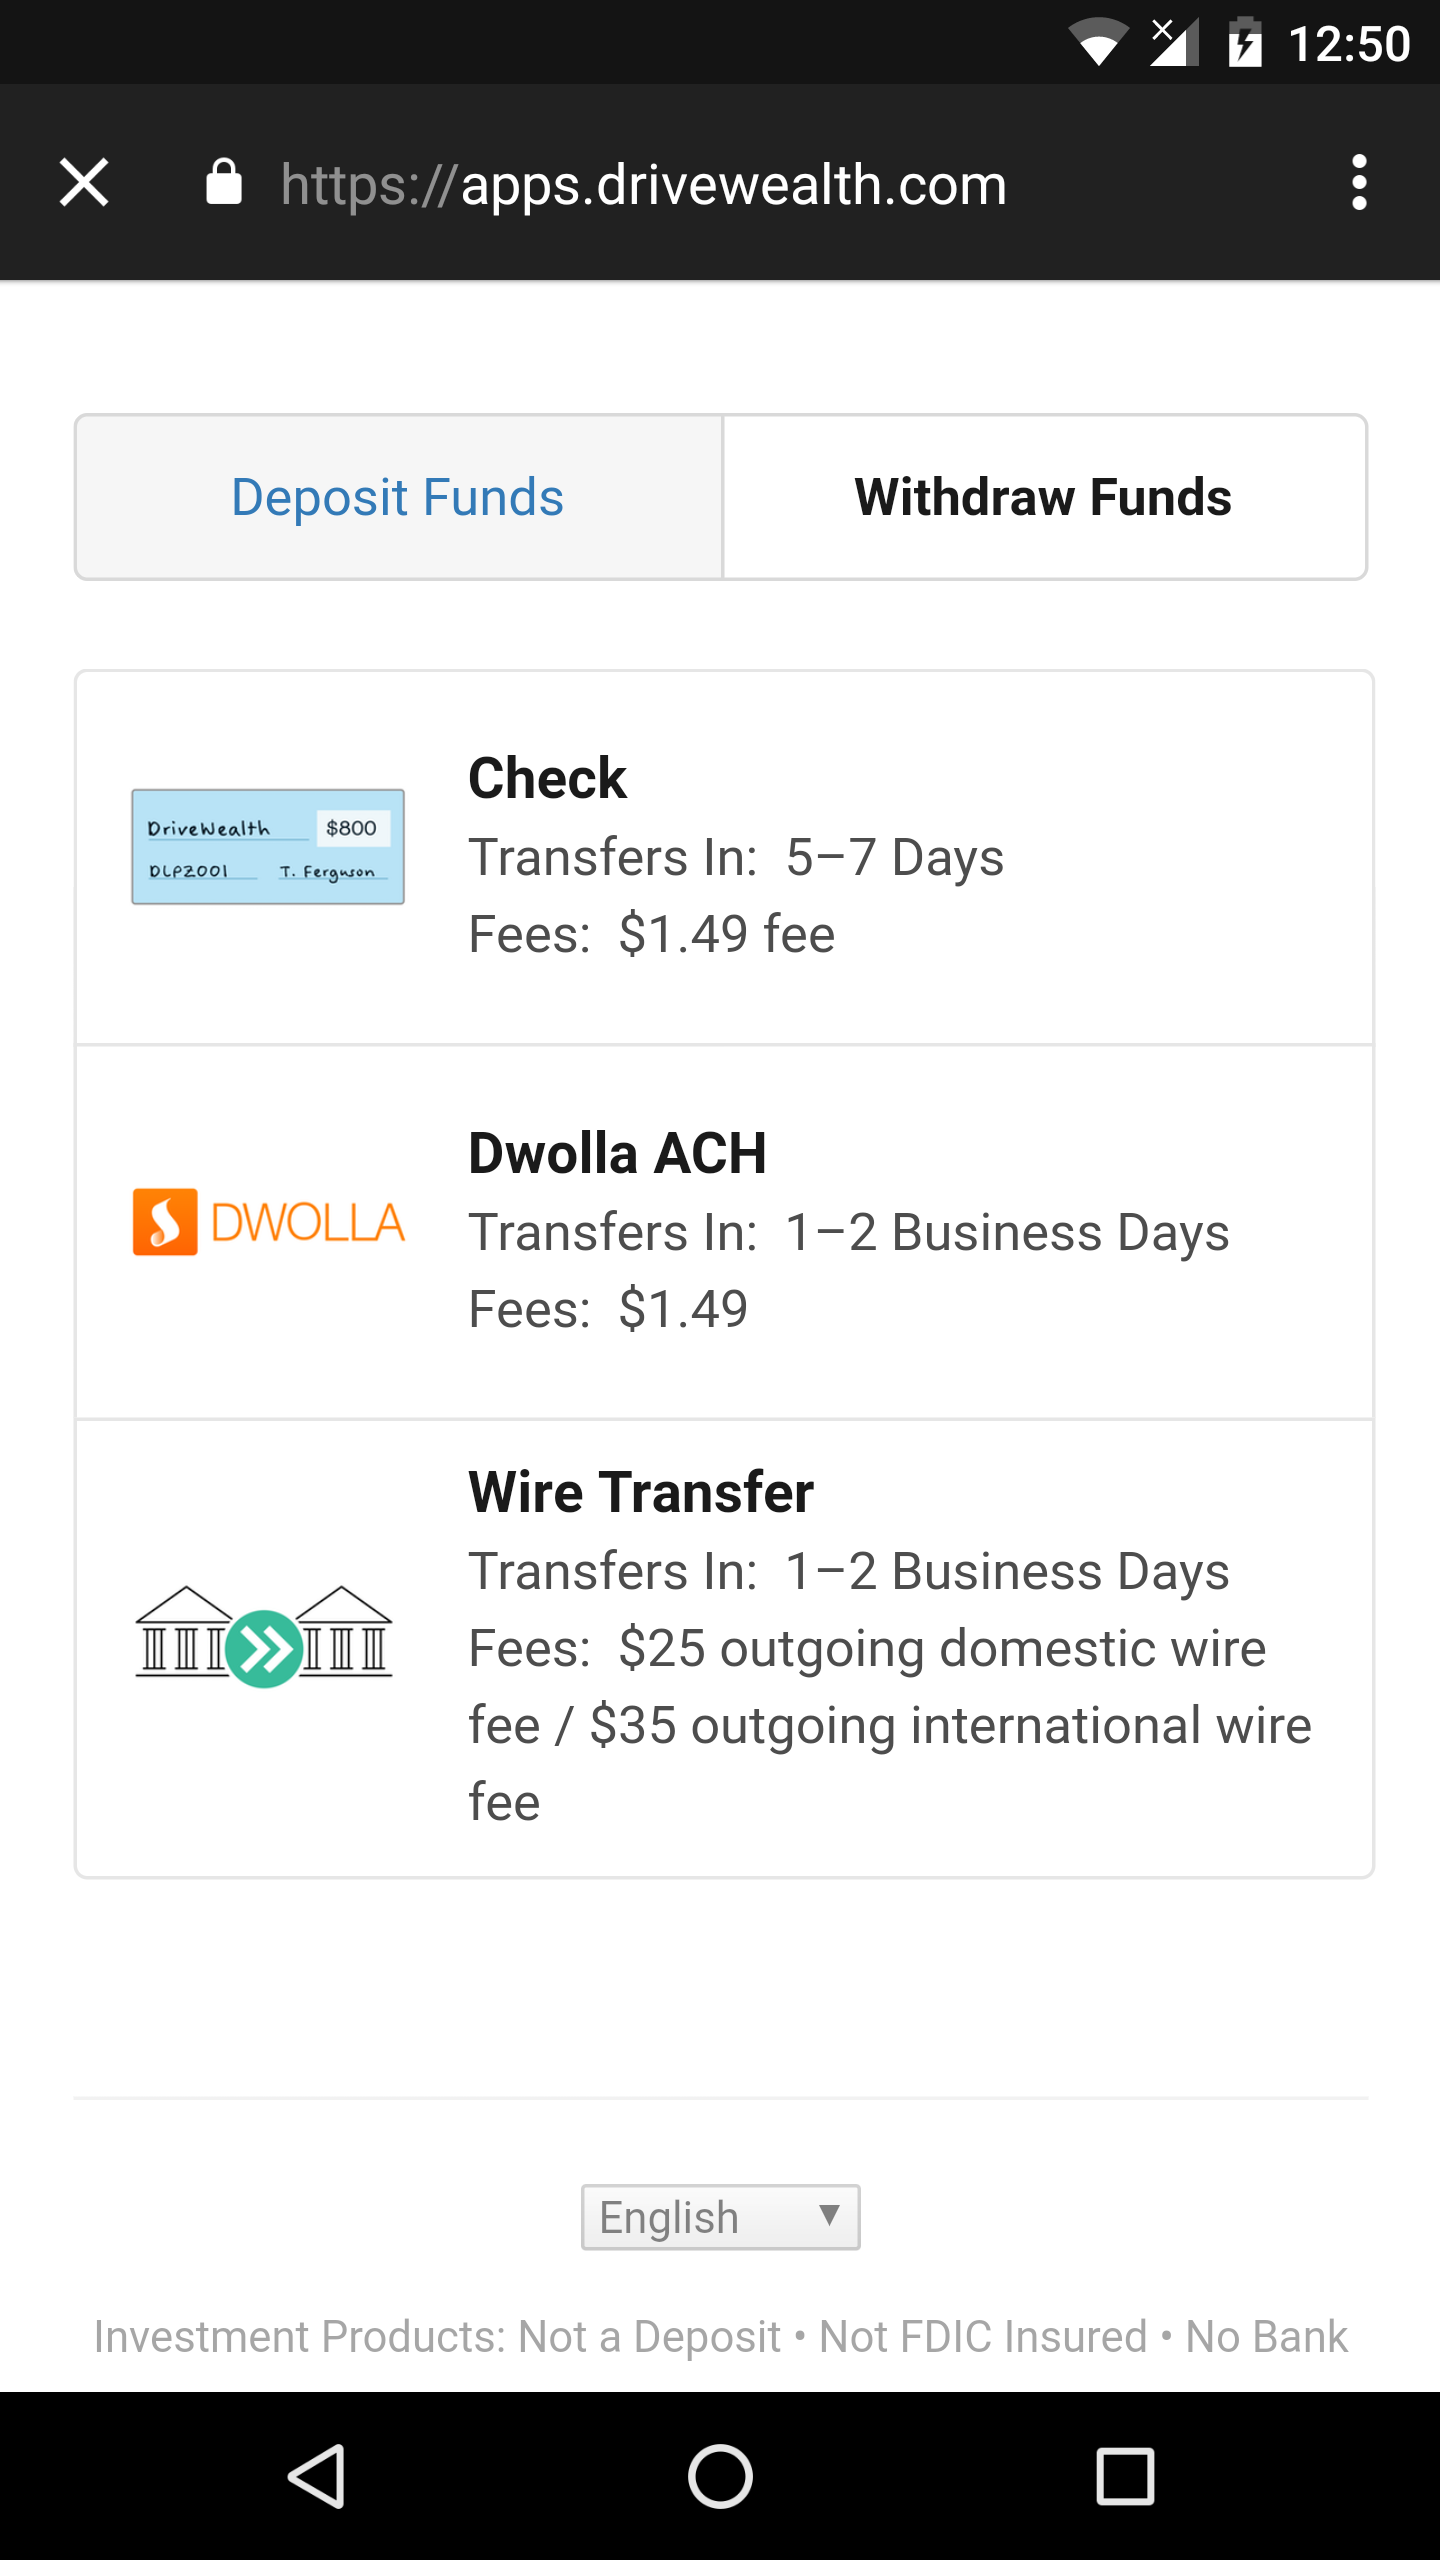 12:50
https://apps.drivewealth.com
Deposit Funds
Withdraw Funds
Check
DriveWealth $800
DLPZ001 T. Ferguson
Transfers In: 5–7 Days
Fees: $1.49 fee
Dwolla ACH
DWOLLA
Transfers In: 1–2 Business Days
Fees: $1.49
Wire Transfer
Transfers In: 1–2 Business Days
Fees: $25 outgoing domestic wire
fee / $35 outgoing international wire
fee
English
Investment Products: Not a Deposit • Not FDIC Insured • No Bank